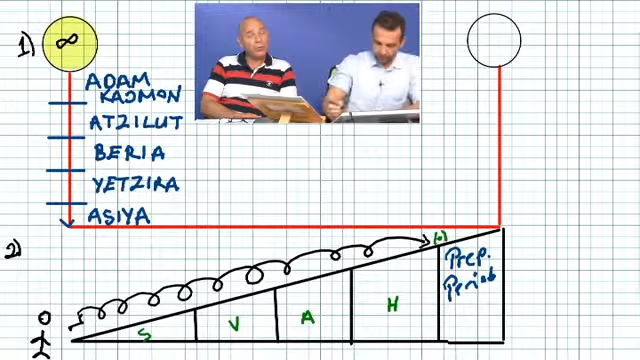 1)
∞
ADAM
KADMON
ATZILUT
BERIA
YETZIRA
ASIYA
2)
(•)
Prep.
Period
S
V
A
H